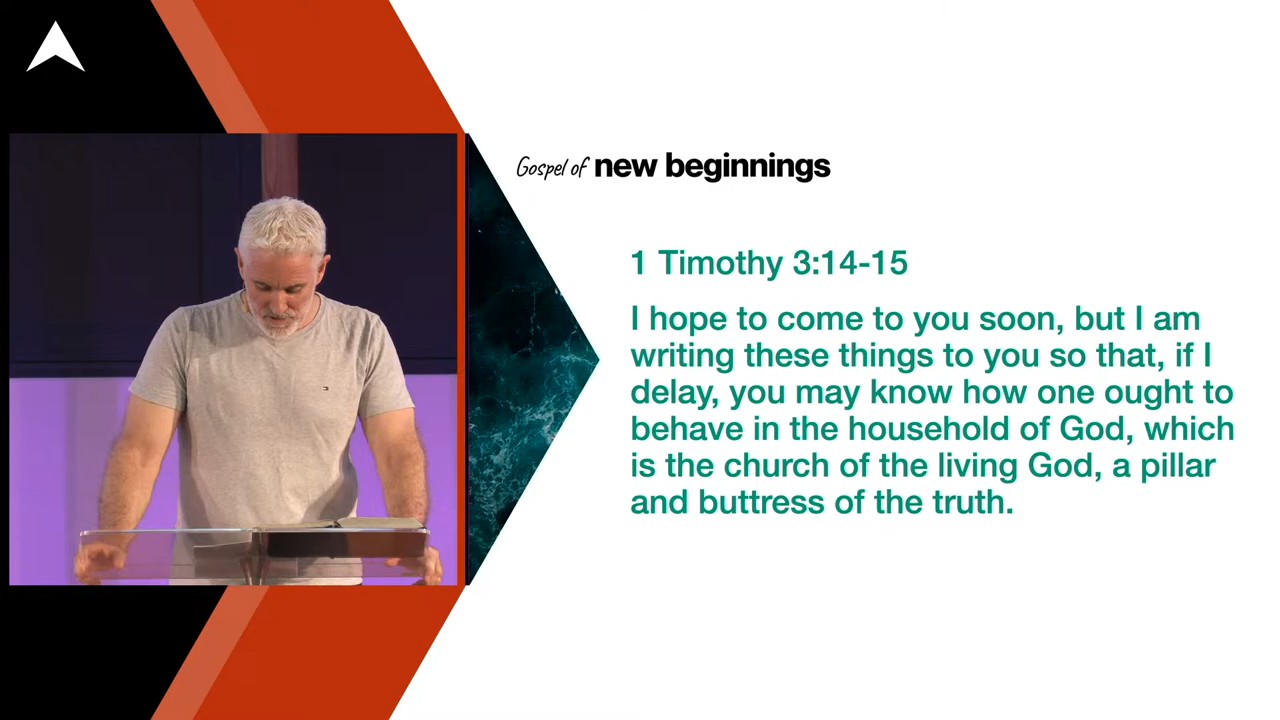 Gospel of new beginnings
1 Timothy 3:14-15
I hope to come to you soon, but I am
writing these things to you so that, if I
delay, you may know how one ought to
behave in the household of God, which
is the church of the living God, a pillar
and buttress of the truth.